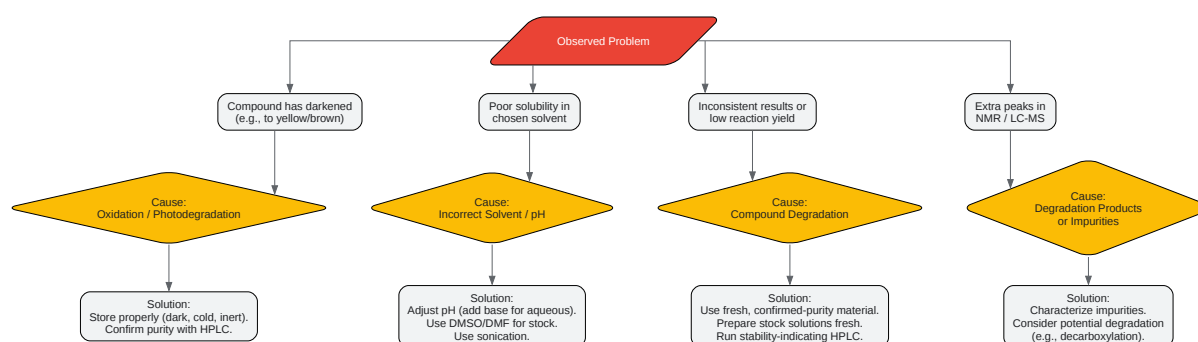 Observed Problem
Compound has darkened
(e.g., to yellow/brown)
Poor solubility in
chosen solvent
Inconsistent results or
low reaction yield
Extra peaks in
NMR / LC-MS
Cause:
Oxidation / Photodegradation
Cause:
Incorrect Solvent / pH
Cause:
Compound Degradation
Cause:
Degradation Products
or Impurities
Solution:
Store properly (dark, cold, inert).
Confirm purity with HPLC.
Solution:
Adjust pH (add base for aqueous).
Use DMSO/DMF for stock.
Use sonication.
Solution:
Use fresh, confirmed-purity material.
Prepare stock solutions fresh.
Run stability-indicating HPLC.
Solution:
Characterize impurities.
Consider potential degradation
(e.g., decarboxylation).